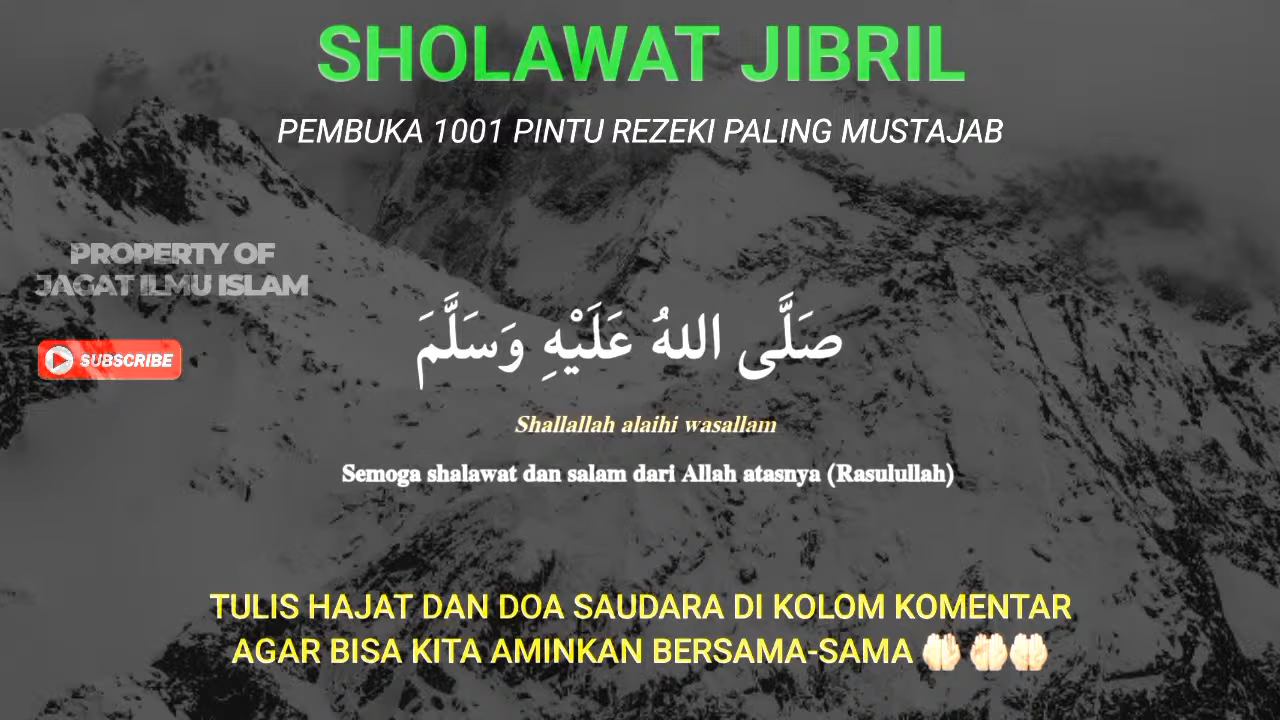 SHOLAWAT JIBRIL
PEMBUKA 1001 PINTU REZEKI PALING MUSTAJAB
PROPERTY OF
JAGAT ILMU ISLAM
صَلَّى اللهُ عَلَيْهِ وَسَلَّمَ
SUBSCRIBE
Shallallah alaihi wasallam
Semoga shalawat dan salam dari Allah atasnya (Rasulullah)
TULIS HAJAT DAN DOA SAUDARA DI KOLOM KOMENTAR
AGAR BISA KITA AMINKAN BERSAMA-SAMA 🤲🏻🤲🏻🤲🏻